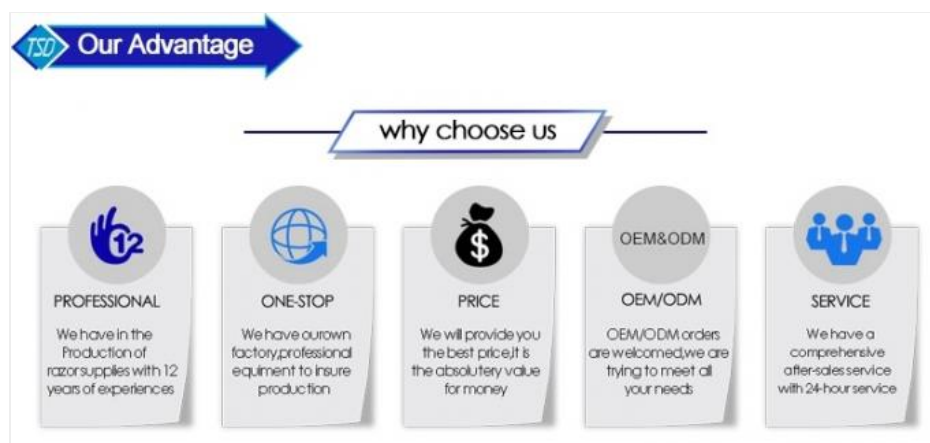 TSD Our Advantage
why choose us
12
PROFESSIONAL
We have in the
Production of
razor supplies with 12
years of experiences
ONE-STOP
We have ourown
factory,professional
equiment to insure
production
$
PRICE
We will provide you
the best price,it is
the absolutery value
for money
OEM&ODM
OEM/ODM
OEM/ODM orders
are welcomed,we are
trying to meet all
your needs
SERVICE
We have a
comprehensive
after-sales service
with 24-hour service